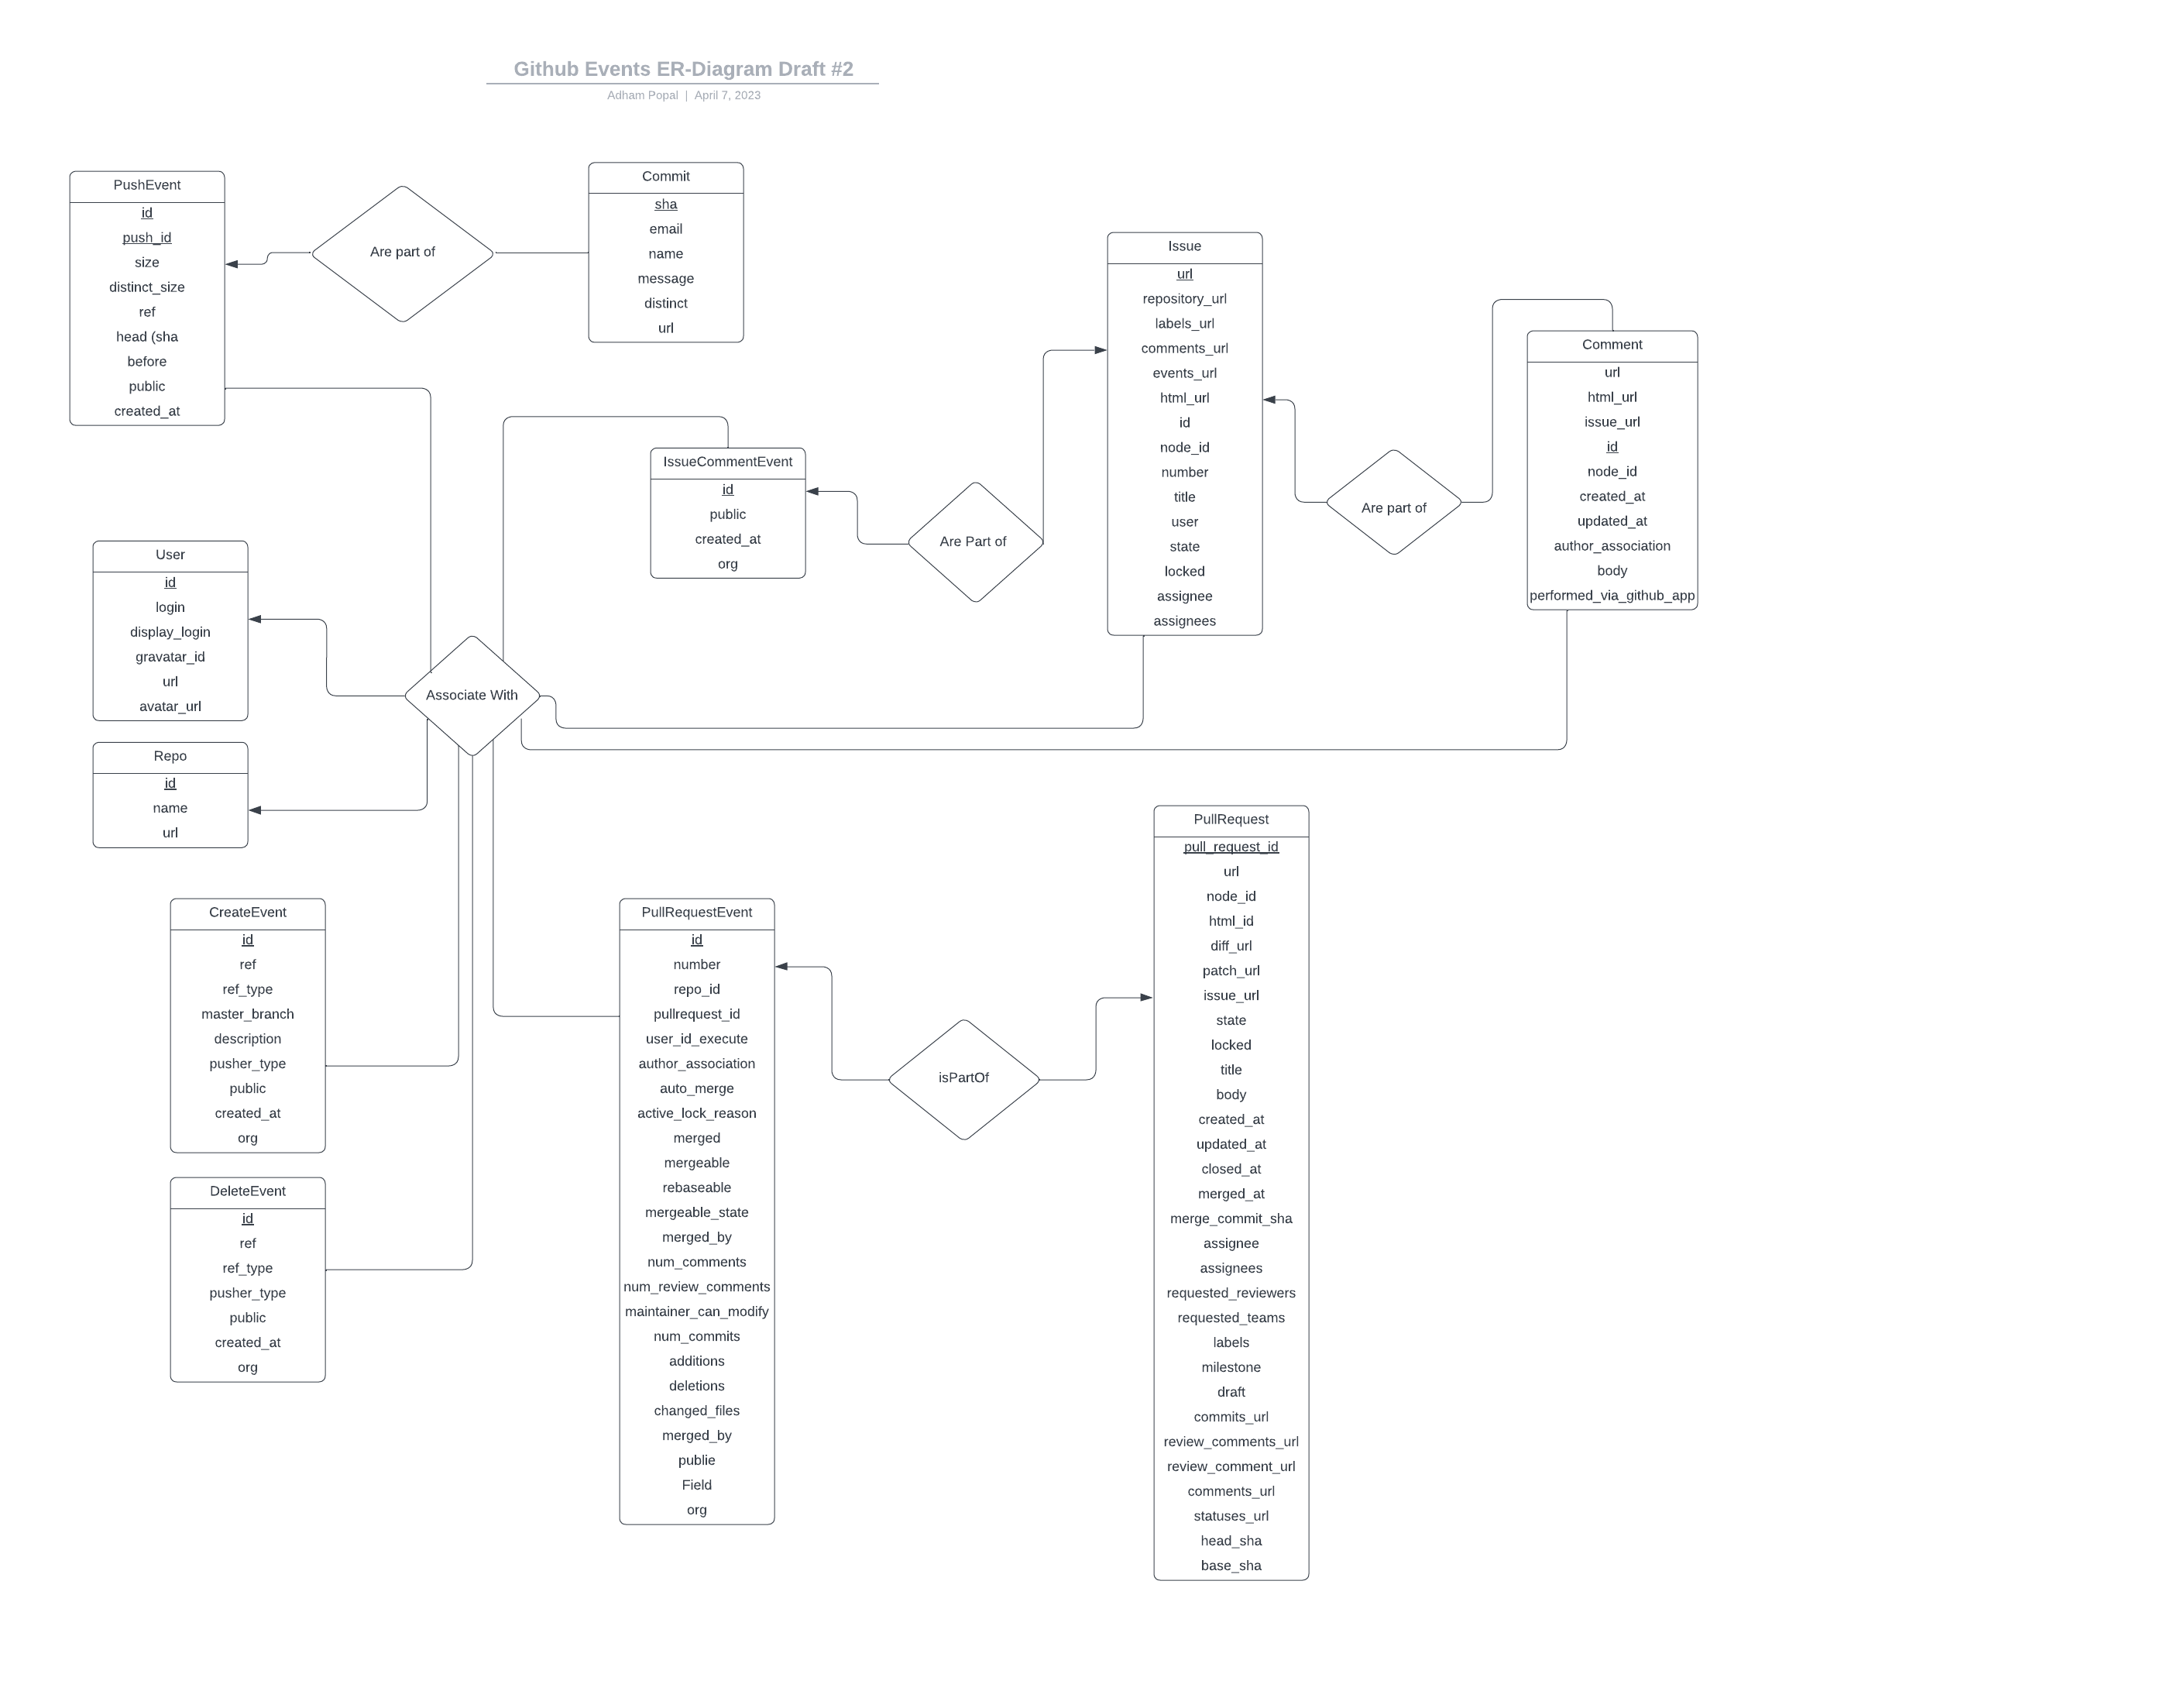 Github Events ER-Diagram Draft #2
Adham Popal | April 7, 2023
PushEvent
id
push_id
size
distinct_size
ref
head (sha
before
public
created_at
Are part of
Commit
sha
email
name
message
distinct
url
Issue
url
repository_url
labels_url
comments_url
events_url
html_url
id
node_id
number
title
user
state
locked
assignee
assignees
Comment
url
html_url
issue_url
id
node_id
created_at
updated_at
author_association
body
performed_via_github_app
IssueCommentEvent
id
public
created_at
org
Are Part of
Are part of
User
id
login
display_login
gravatar_id
url
avatar_url
Associate With
Repo
id
name
url
CreateEvent
id
ref
ref_type
master_branch
description
pusher_type
public
created_at
org
DeleteEvent
id
ref
ref_type
pusher_type
public
created_at
org
PullRequestEvent
id
number
repo_id
pullrequest_id
user_id_execute
author_association
auto_merge
active_lock_reason
merged
mergeable
rebaseable
mergeable_state
merged_by
num_comments
num_review_comments
maintainer_can_modify
num_commits
additions
deletions
changed_files
merged_by
publie
Field
org
isPartOf
PullRequest
pull_request_id
url
node_id
html_id
diff_url
patch_url
issue_url
state
locked
title
body
created_at
updated_at
closed_at
merged_at
merge_commit_sha
assignee
assignees
requested_reviewers
requested_teams
labels
milestone
draft
commits_url
review_comments_url
review_comment_url
comments_url
statuses_url
head_sha
base_sha